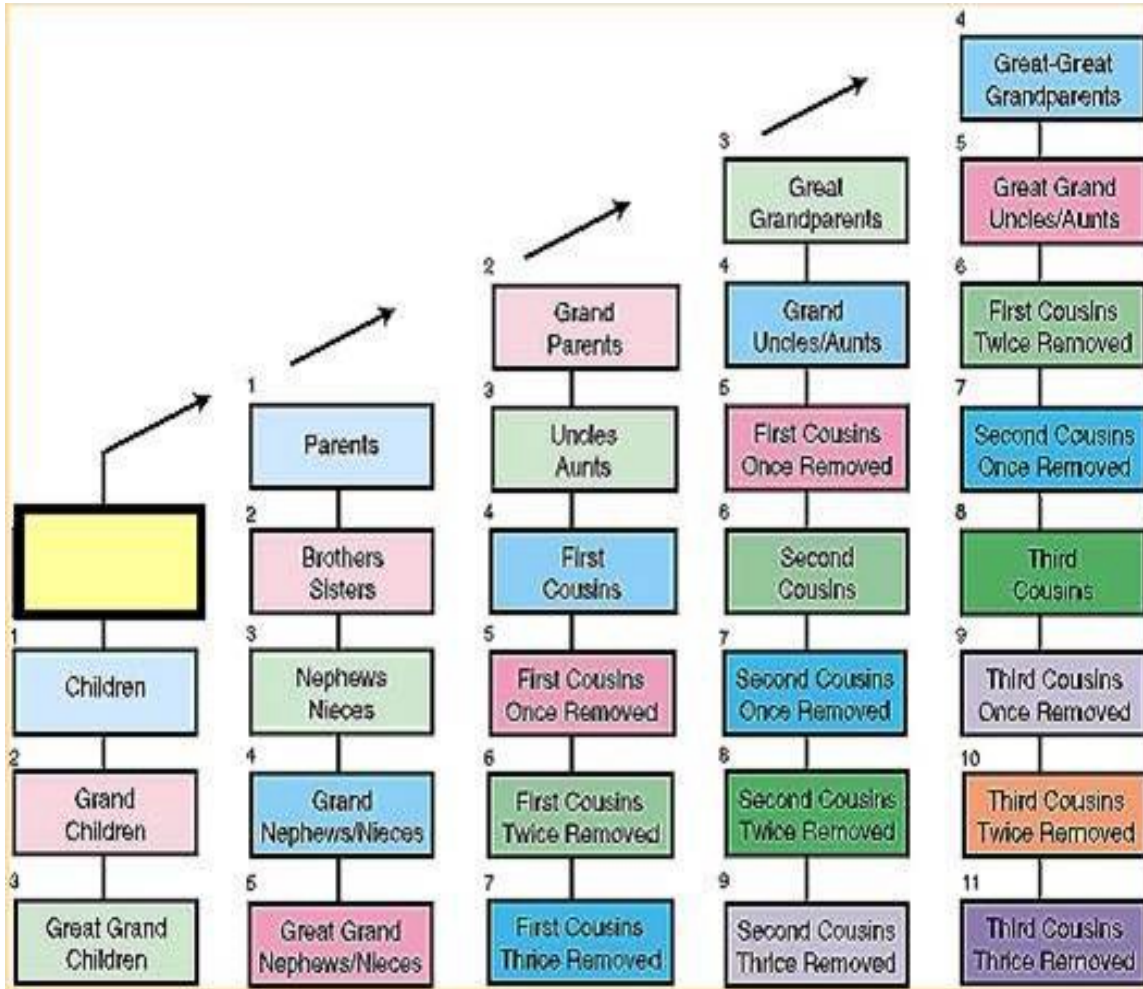 1
Children
2
Grand
Children
3
Great Grand
Children
1
Parents
2
Brothers
Sisters
3
Nephews
Nieces
4
Grand
Nephews/Nieces
5
Great Grand
Nephews/Nieces
2
Grand
Parents
3
Uncles
Aunts
4
First
Cousins
5
First Cousins
Once Removed
6
First Cousins
Twice Removed
7
First Cousins
Thrice Removed
3
Great
Grandparents
4
Grand
Uncles/Aunts
5
First Cousins
Once Removed
6
Second
Cousins
7
Second Cousins
Once Removed
8
Second Cousins
Twice Removed
9
Second Cousins
Thrice Removed
4
Great-Great
Grandparents
5
Great Grand
Uncles/Aunts
6
First Cousins
Twice Removed
7
Second Cousins
Once Removed
8
Third
Cousins
9
Third Cousins
Once Removed
10
Third Cousins
Twice Removed
11
Third Cousins
Thrice Removed